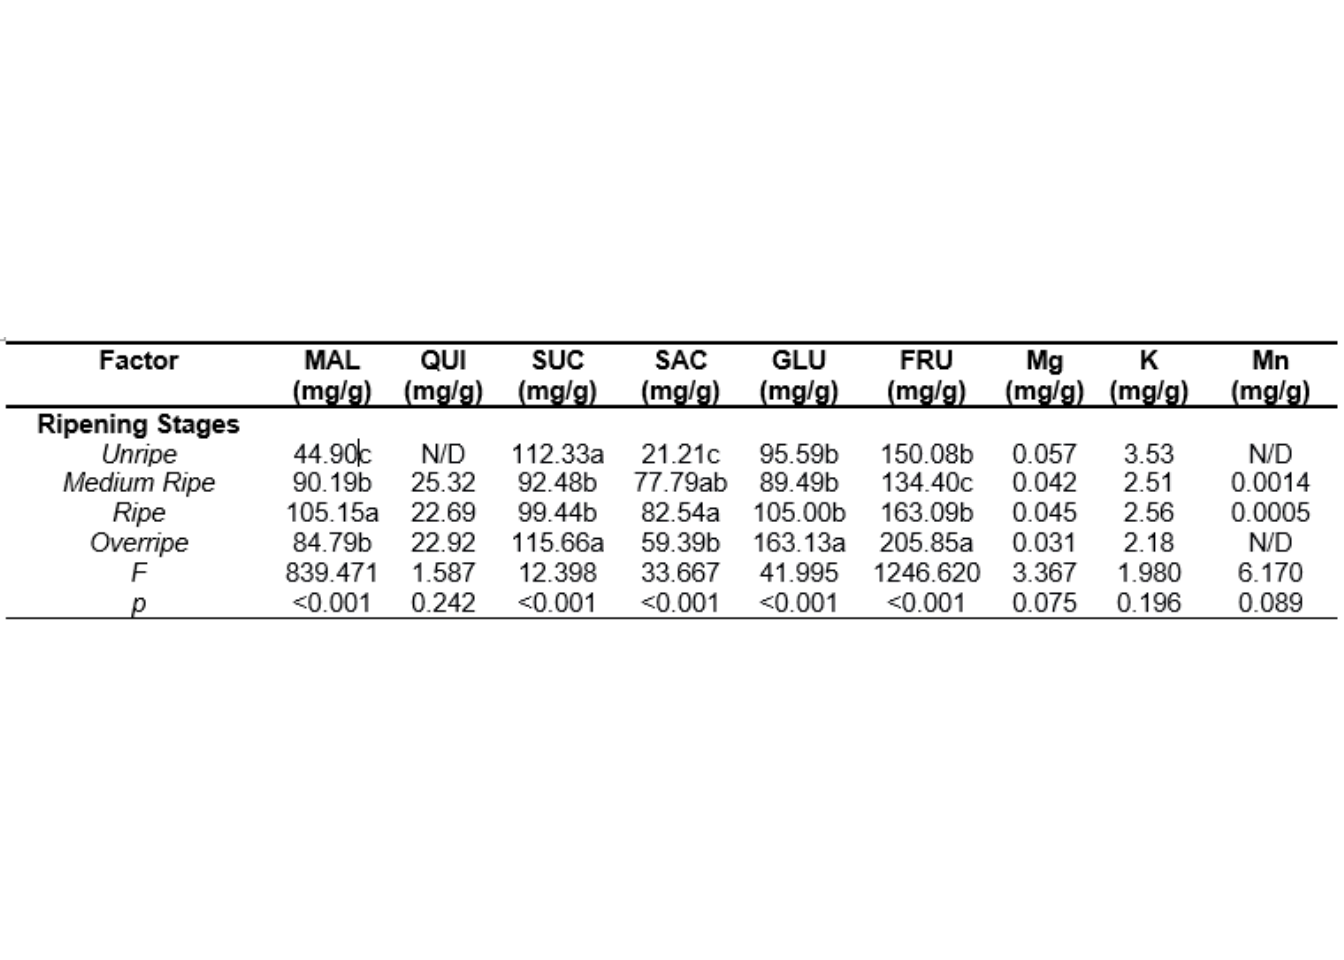 Factor MAL QUI SUC SAC GLU FRU Mg K Mn
(mg/g) (mg/g) (mg/g) (mg/g) (mg/g) (mg/g) (mg/g) (mg/g) (mg/g)
Ripening Stages
Unripe 44.90c N/D 112.33a 21.21c 95.59b 150.08b 0.057 3.53 N/D
Medium Ripe 90.19b 25.32 92.48b 77.79ab 89.49b 134.40c 0.042 2.51 0.0014
Ripe 105.15a 22.69 99.44b 82.54a 105.00b 163.09b 0.045 2.56 0.0005
Overripe 84.79b 22.92 115.66a 59.39b 163.13a 205.85a 0.031 2.18 N/D
F 839.471 1.587 12.398 33.667 41.995 1246.620 3.367 1.980 6.170
p <0.001 0.242 <0.001 <0.001 <0.001 <0.001 0.075 0.196 0.089